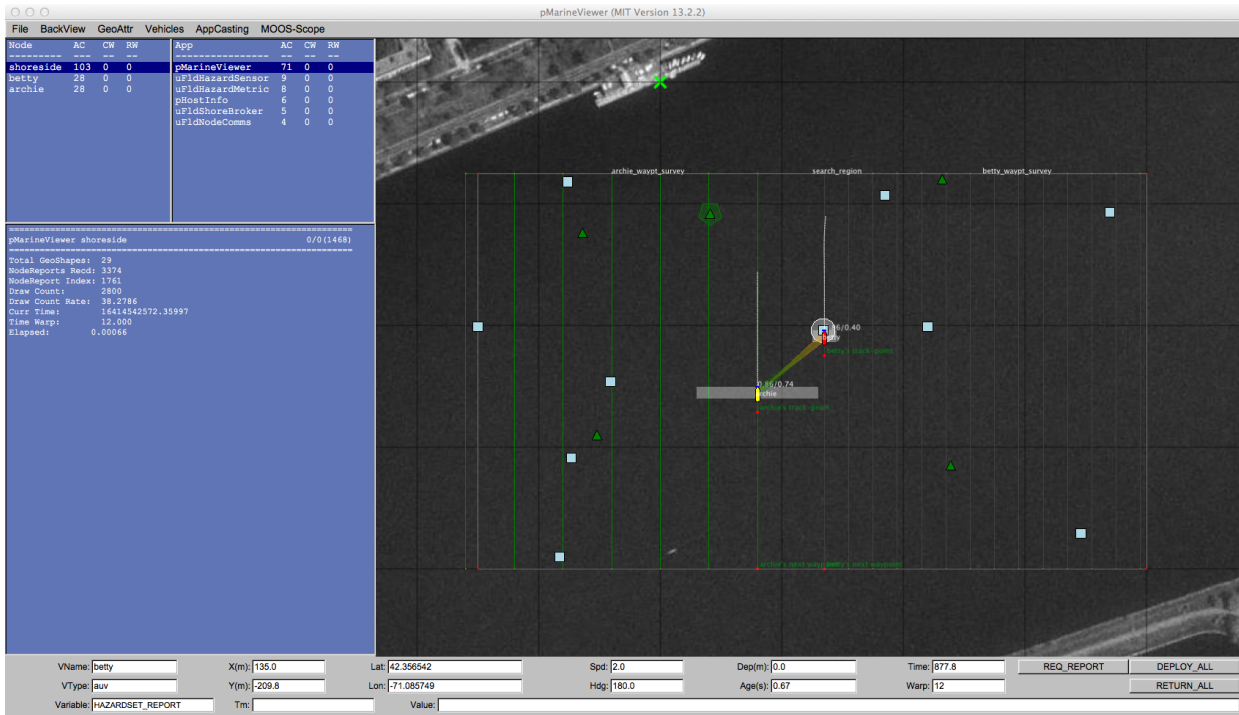 pMarineViewer (MIT Version 13.2.2)
File BackView GeoAttr Vehicles AppCasting MOOS-Scope
Node AC CW RW
shoreside 103 0 0
betty 28 0 0
archie 28 0 0
App AC CW RW
pMarineViewer 71 0 0
uFldHazardSensor 9 0 0
uFldHazardMetric 8 0 0
pHostInfo 6 0 0
uFldShoreBroker 5 0 0
uFldNodeComms 4 0 0
pMarineViewer shoreside 0/0(1468)
Total GeoShapes: 29
NodeReports Recd: 3374
NodeReport Index: 1761
Draw Count: 2800
Draw Count Rate: 38.2786
Curr Time: 16414542572.35997
Time Warp: 12.000
Elapsed: 0.00066
archie_waypt_survey search_region betty_waypt_survey
betty's track-point
0.86/0.74
archie
archie's track-point
archie's next betty's next waypoint
VName: betty X(m): 135.0 Lat: 42.356542 Spd: 2.0 Dep(m): 0.0 Time: 877.8 REQ_REPORT DEPLOY_ALL
VType: auv Y(m): -209.8 Lon: -71.085749 Hdg: 180.0 Age(s): 0.67 Warp: 12 RETURN_ALL
Variable: HAZARDSET_REPORT Tm: Value: